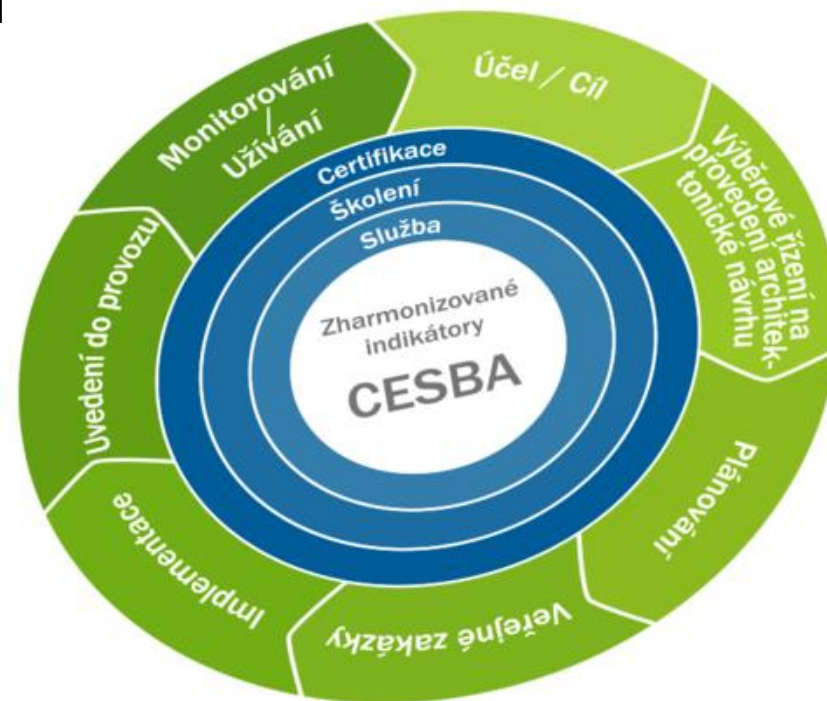 Účel / Cíl
Výběrové řízení na
provedení architek-
tonické návrhu
Plánování
Veřejné zakázky
Implementace
Uvedení do provozu
Monitorování
/
Užívání
Certifikace
Školení
Služba
Zharmonizované
indikátory
CESBA